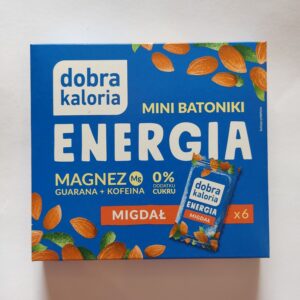 dobra
kaloria
MINI BATONIKI
ENERGIA
MAGNEZ Mg
GUARANA + KOFEINA
0%
DODATKU
CUKRU
MIGDAŁ
dobra
kaloria
ENERGIA
MIGDAŁ
x6